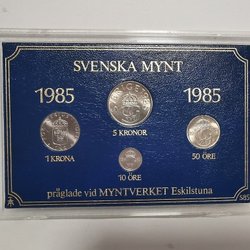 SVENSKA MYNT
1985 1985
5 KRONOR
1 KRONA 50 ÖRE
10 ÖRE
präglade vid MYNTVERKET Eskilstuna